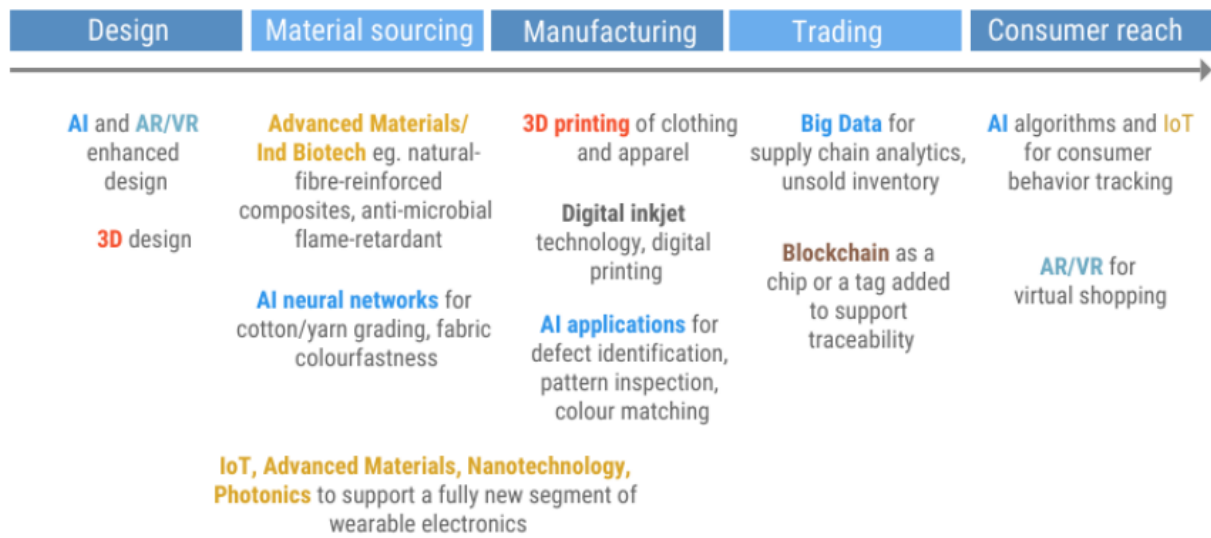 Design
Material sourcing
Manufacturing
Trading
Consumer reach
AI and AR/VR
enhanced
design
3D design
Advanced Materials/
Ind Biotech eg. natural-
fibre-reinforced
composites, anti-microbial
flame-retardant
AI neural networks for
cotton/yarn grading, fabric
colourfastness
3D printing of clothing
and apparel
Digital inkjet
technology, digital
printing
AI applications for
defect identification,
pattern inspection,
colour matching
Big Data for
supply chain analytics,
unsold inventory
Blockchain as a
chip or a tag added
to support
traceability
AI algorithms and IoT
for consumer
behavior tracking
AR/VR for
virtual shopping
IoT, Advanced Materials, Nanotechnology,
Photonics to support a fully new segment of
wearable electronics